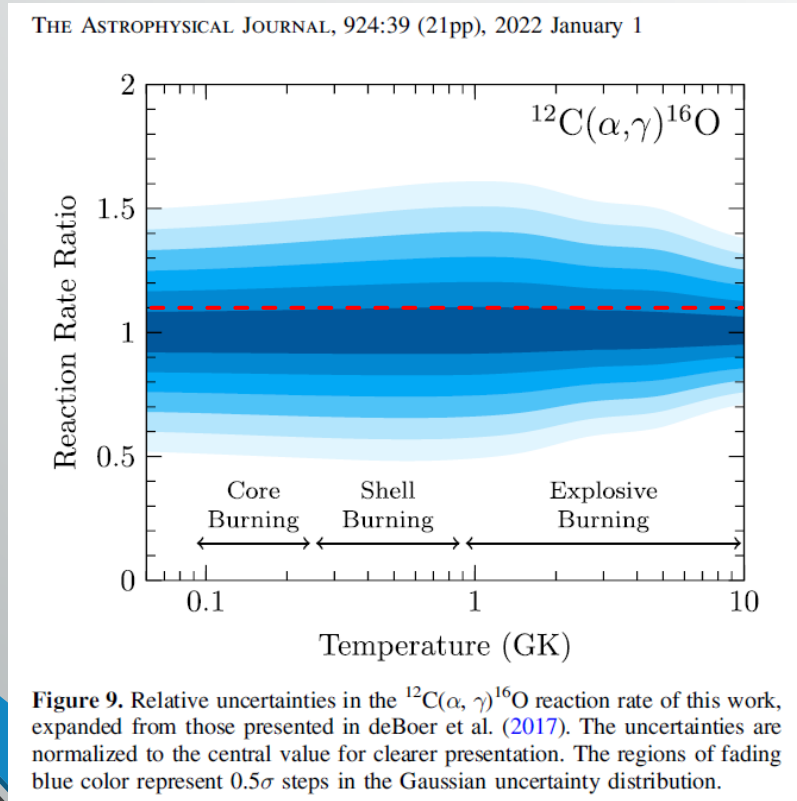 THE ASTROPHYSICAL JOURNAL, 924:39 (21pp), 2022 January 1
2
¹²C(α,γ)¹⁶O
1.5
Reaction Rate Ratio
1
0.5
Core Shell Explosive
Burning Burning Burning
0
0.1 1 10
Temperature (GK)
Figure 9. Relative uncertainties in the ¹²C(α, γ)¹⁶O reaction rate of this work,
expanded from those presented in deBoer et al. (2017). The uncertainties are
normalized to the central value for clearer presentation. The regions of fading
blue color represent 0.5σ steps in the Gaussian uncertainty distribution.